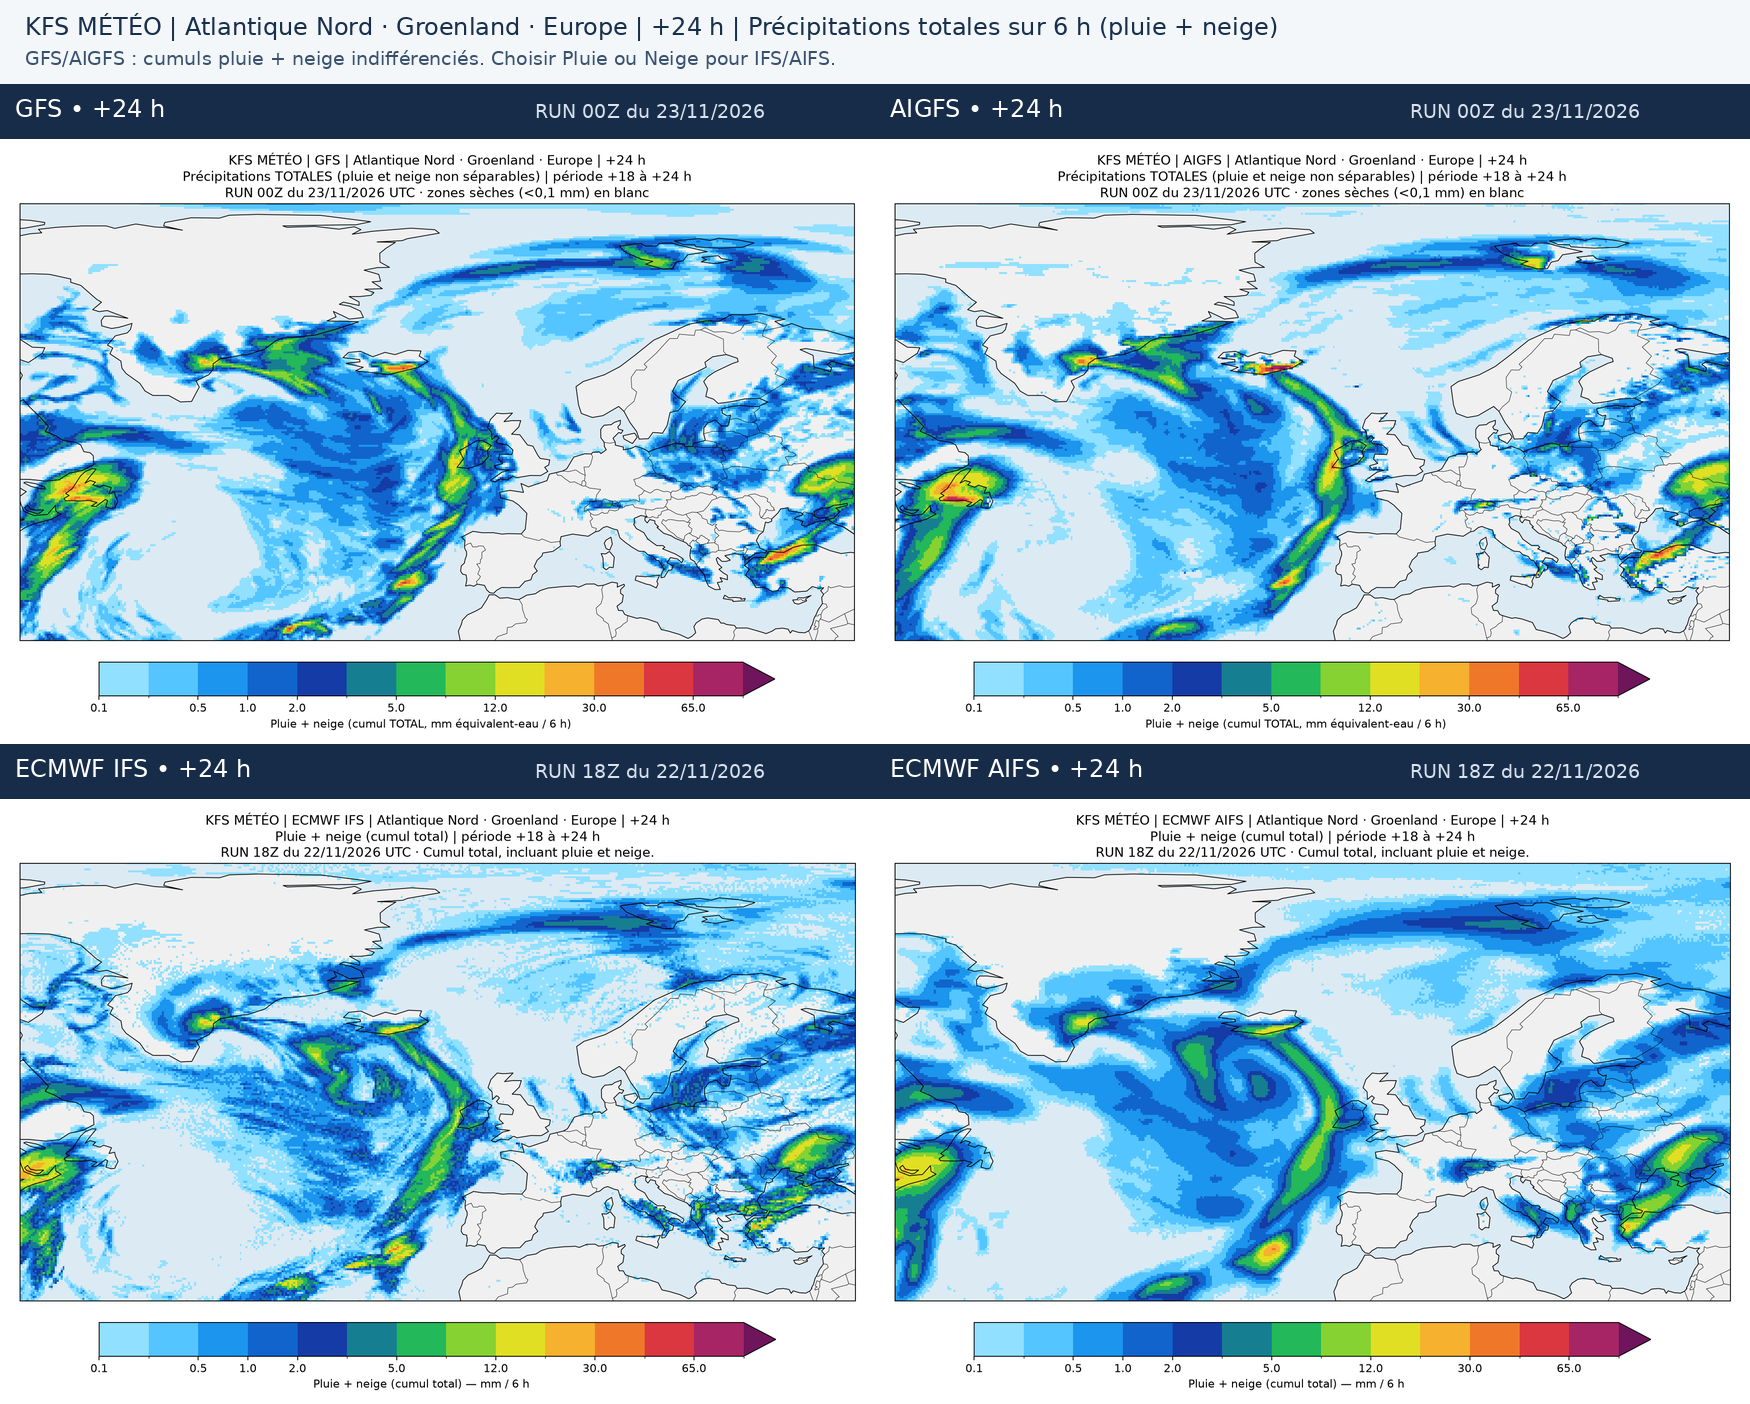 KFS MÉTÉO | Atlantique Nord · Groenland · Europe | +24 h | Précipitations totales sur 6 h (pluie + neige)
GFS/AIGFS : cumuls pluie + neige indifférenciés. Choisir Pluie ou Neige pour IFS/AIFS.
GFS • +24 h
RUN 00Z du 23/11/2026
AIGFS • +24 h
RUN 00Z du 23/11/2026
KFS MÉTÉO | GFS | Atlantique Nord · Groenland · Europe | +24 h
Précipitations TOTALES (pluie et neige non séparables) | période +18 à +24 h
RUN 00Z du 23/11/2026 UTC · zones sèches (<0,1 mm) en blanc
KFS MÉTÉO | AIGFS | Atlantique Nord · Groenland · Europe | +24 h
Précipitations TOTALES (pluie et neige non séparables) | période +18 à +24 h
RUN 00Z du 23/11/2026 UTC · zones sèches (<0,1 mm) en blanc
0.1 0.5 1.0 2.0 5.0 12.0 30.0 65.0
Pluie + neige (cumul TOTAL, mm équivalent-eau / 6 h)
0.1 0.5 1.0 2.0 5.0 12.0 30.0 65.0
Pluie + neige (cumul TOTAL, mm équivalent-eau / 6 h)
ECMWF IFS • +24 h
RUN 18Z du 22/11/2026
ECMWF AIFS • +24 h
RUN 18Z du 22/11/2026
KFS MÉTÉO | ECMWF IFS | Atlantique Nord · Groenland · Europe | +24 h
Pluie + neige (cumul total) | période +18 à +24 h
RUN 18Z du 22/11/2026 UTC · Cumul total, incluant pluie et neige.
KFS MÉTÉO | ECMWF AIFS | Atlantique Nord · Groenland · Europe | +24 h
Pluie + neige (cumul total) | période +18 à +24 h
RUN 18Z du 22/11/2026 UTC · Cumul total, incluant pluie et neige.
0.1 0.5 1.0 2.0 5.0 12.0 30.0 65.0
Pluie + neige (cumul total) — mm / 6 h
0.1 0.5 1.0 2.0 5.0 12.0 30.0 65.0
Pluie + neige (cumul total) — mm / 6 h